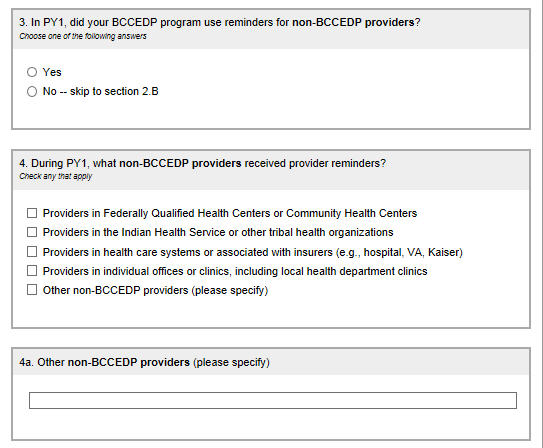 3. In PY1, did your BCCEDP program use reminders for non-BCCEDP providers?
Choose one of the following answers
Yes
No -- skip to section 2.B
4. During PY1, what non-BCCEDP providers received provider reminders?
Check any that apply
Providers in Federally Qualified Health Centers or Community Health Centers
Providers in the Indian Health Service or other tribal health organizations
Providers in health care systems or associated with insurers (e.g., hospital, VA, Kaiser)
Providers in individual offices or clinics, including local health department clinics
Other non-BCCEDP providers (please specify)
4a. Other non-BCCEDP providers (please specify)